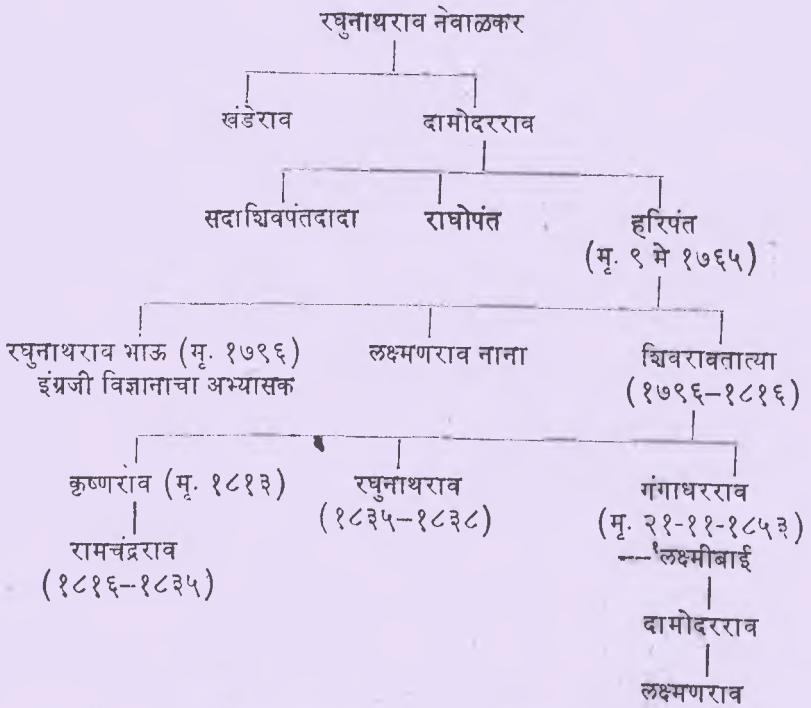 रघुनाथराव नेवाळकर
खंडेराव
दामोदरराव
सदाशिवपंतदादा
राघोपंत
हरिपंत
(मृ. ९ मे १७६५)
रघुनाथराव भाऊ (मृ. १७९६)
इंग्रजी विज्ञानाचा अभ्यासक
लक्ष्मणराव नाना
शिवरावतात्या
(१७९६–१८१६)
कृष्णराव (मृ. १८१३)
रघुनाथराव
(१८३५–१८३८)
गंगाधरराव
(मृ. २१-११-१८५३)
रामचंद्रराव
(१८१६–१८३५)
—¹लक्ष्मीबाई
दामोदरराव
लक्ष्मणराव